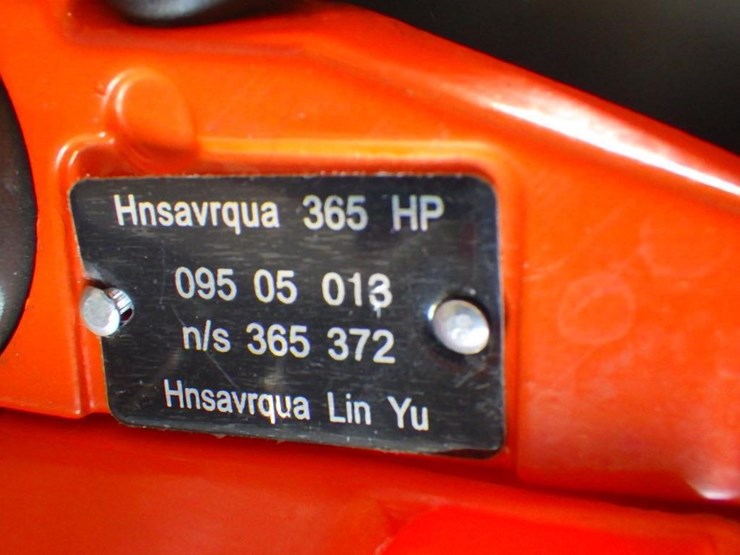 Hnsavrqua 365 HP
095 05 013
n/s 365 372
Hnsavrqua Lin Yu